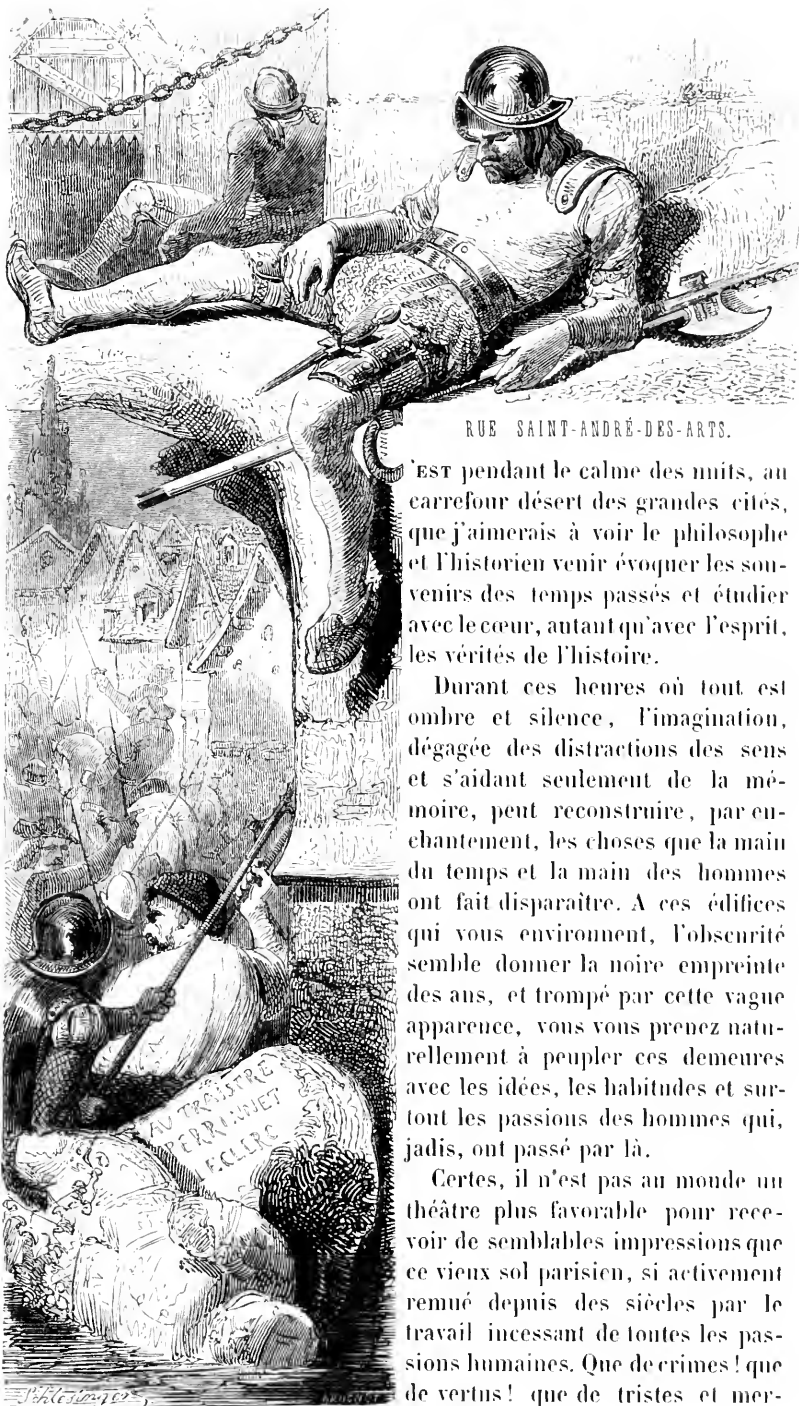 RUE SAINT-ANDRÉ-DES-ARTS.
'EST pendant le calme des nuits, au
carrefour désert des grandes cités,
que j'aimerais à voir le philosophe
et l'historien venir évoquer les sou-
venirs des temps passés et étudier
avec le cœur, autant qu'avec l'esprit,
les vérités de l'histoire.
Durant ces heures où tout est
ombre et silence, l'imagination,
dégagée des distractions des sens
et s'aidant seulement de la mé-
moire, peut reconstruire, par en-
chantement, les choses que la main
du temps et la main des hommes
ont fait disparaître. A ces édifices
qui vous environnent, l'obscurité
semble donner la noire empreinte
des ans, et trompé par cette vague
apparence, vous vous prenez natu-
rellement à peupler ces demeures
avec les idées, les habitudes et sur-
tout les passions des hommes qui,
jadis, ont passé par là.
Certes, il n'est pas au monde un
théâtre plus favorable pour rece-
voir de semblables impressions que
ce vieux sol parisien, si activement
remué depuis des siècles par le
travail incessant de toutes les pas-
sions humaines. Que de crimes ! que
de vertus ! que de tristes et mer-
AU TRAISTRE
PERRINNET
LECLERC
Schlesinger